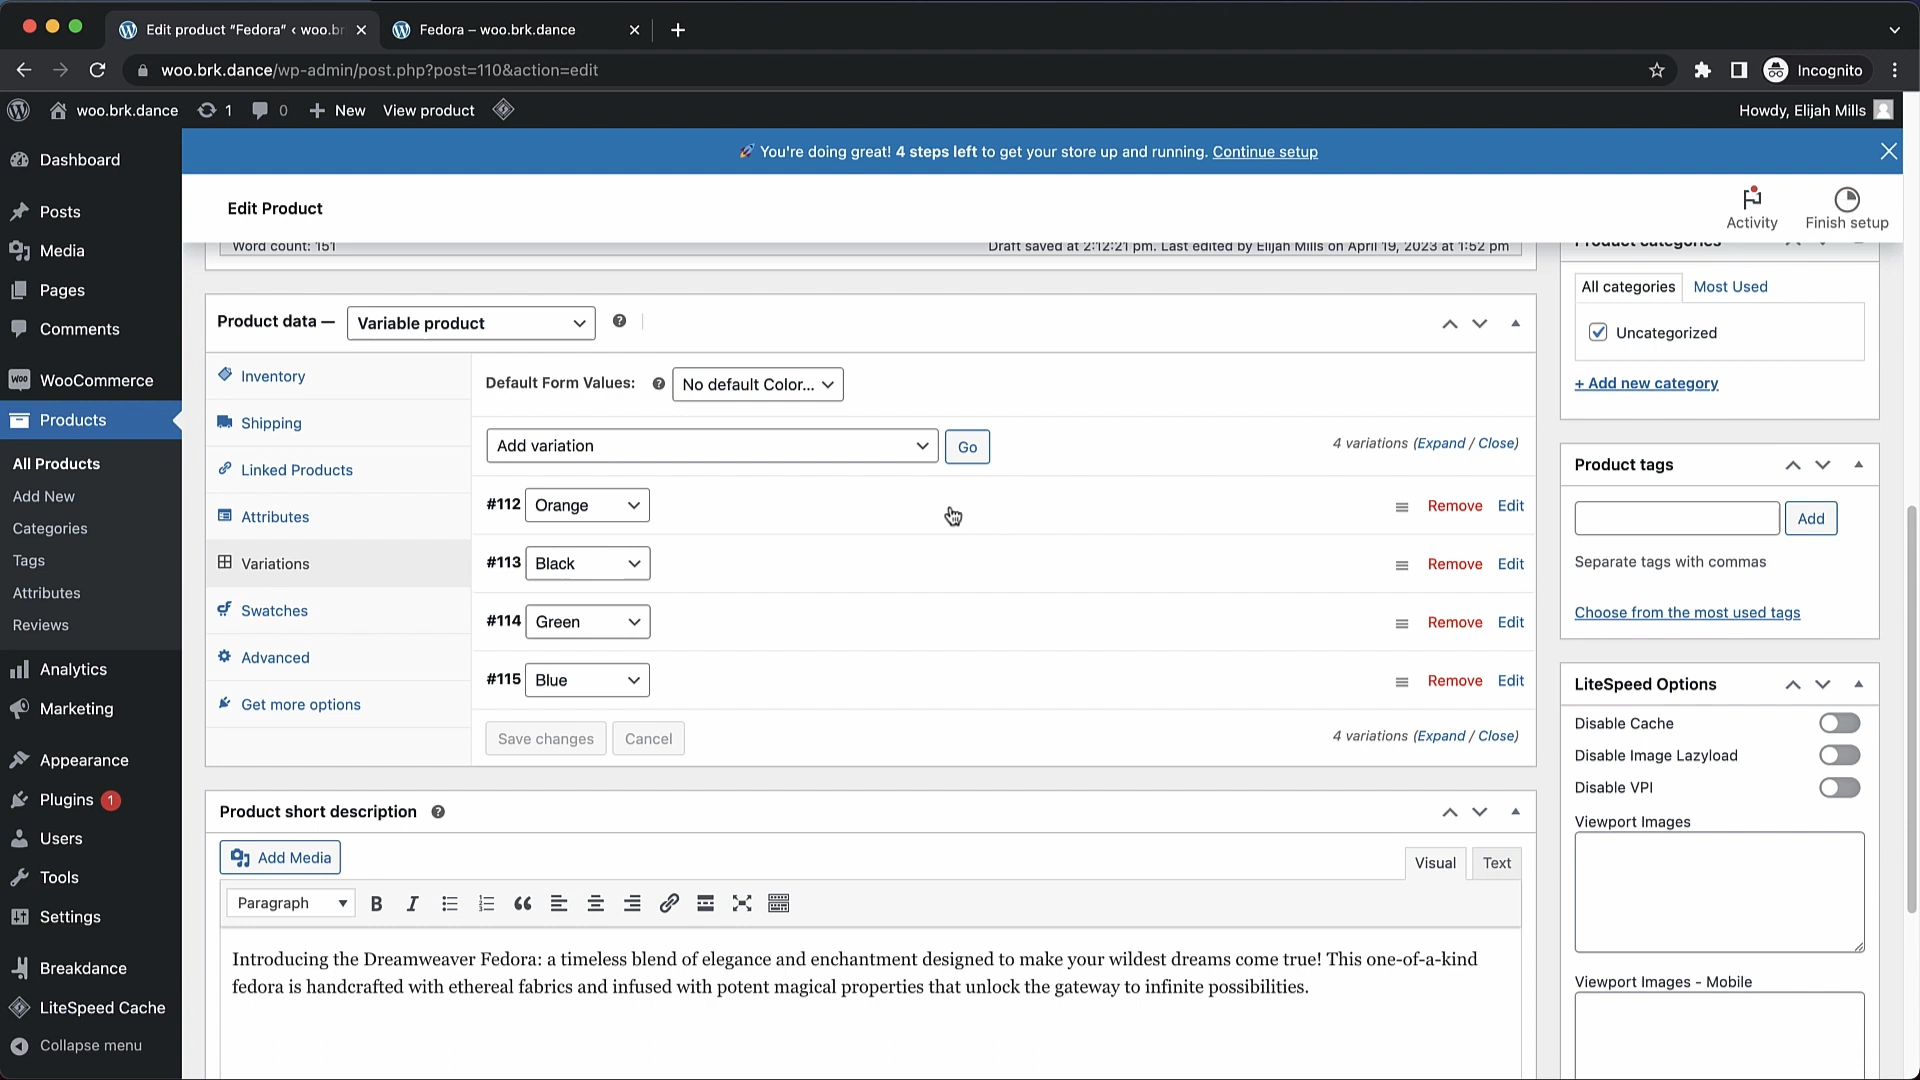 Edit product “Fedora” ‹ woo.br
Fedora – woo.brk.dance
woo.brk.dance/wp-admin/post.php?post=110&action=edit
Incognito
woo.brk.dance
1
0
New
View product
Howdy, Elijah Mills
🚀 You're doing great! 4 steps left to get your store up and running. Continue setup
Dashboard
Posts
Media
Pages
Comments
WooCommerce
Products
All Products
Add New
Categories
Tags
Attributes
Reviews
Analytics
Marketing
Appearance
Plugins 1
Users
Tools
Settings
Breakdance
LiteSpeed Cache
Collapse menu
Edit Product
Activity
Finish setup
Word count: 151
Draft saved at 2:12:21 pm. Last edited by Elijah Mills on April 19, 2023 at 1:52 pm
Product data —
Variable product
Inventory
Shipping
Linked Products
Attributes
Variations
Swatches
Advanced
Get more options
Default Form Values:
No default Color...
Add variation
Go
4 variations (Expand / Close)
#112 Orange Remove Edit
#113 Black Remove Edit
#114 Green Remove Edit
#115 Blue Remove Edit
Save changes
Cancel
4 variations (Expand / Close)
Product short description
Add Media
Visual
Text
Paragraph
Introducing the Dreamweaver Fedora: a timeless blend of elegance and enchantment designed to make your wildest dreams come true! This one-of-a-kind
fedora is handcrafted with ethereal fabrics and infused with potent magical properties that unlock the gateway to infinite possibilities.
Product categories
All categories
Most Used
Uncategorized
+ Add new category
Product tags
Add
Separate tags with commas
Choose from the most used tags
LiteSpeed Options
Disable Cache
Disable Image Lazyload
Disable VPI
Viewport Images
Viewport Images - Mobile